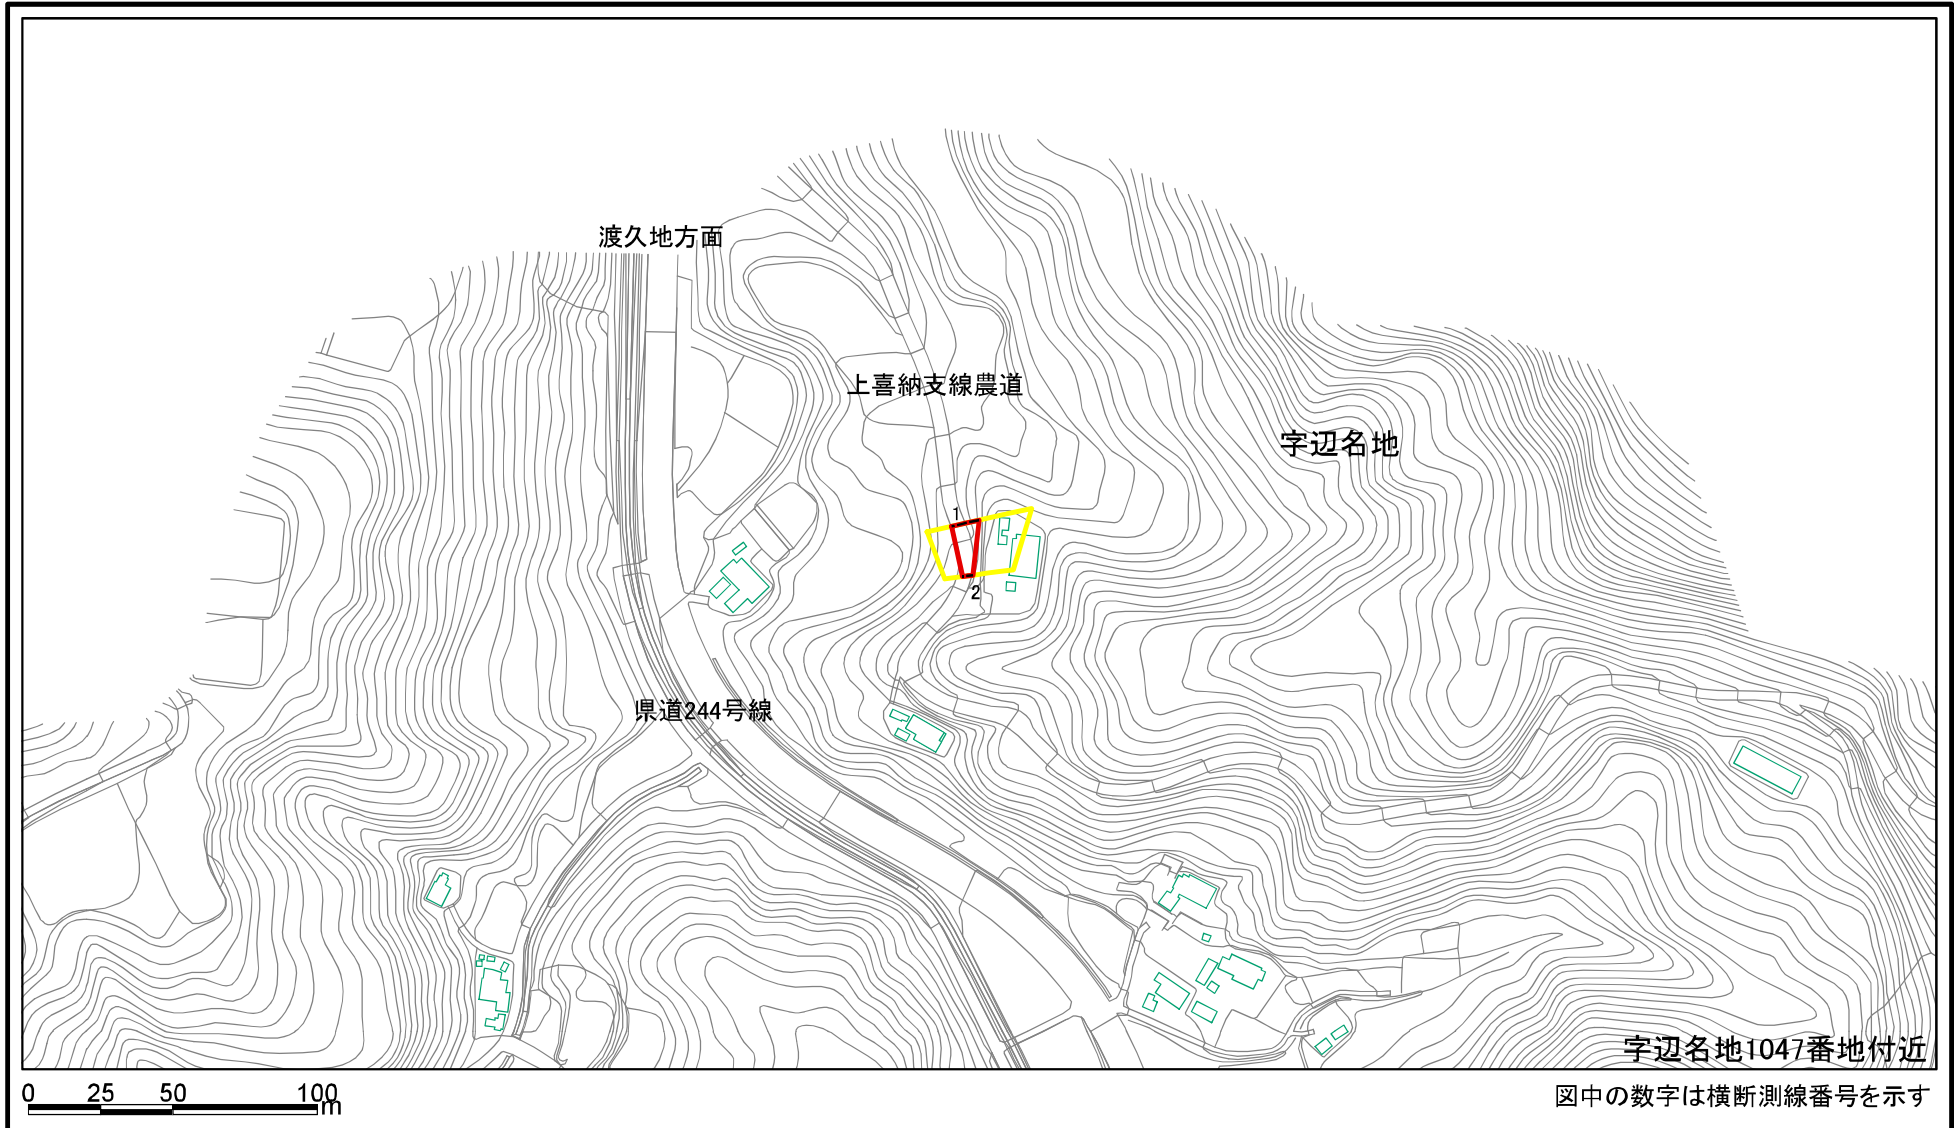 渡久地方面
上喜納支線農道
字辺名地
1
2
県道244号線
字辺名地1047番地付近
0 25 50 100
m
図中の数字は横断測線番号を示す